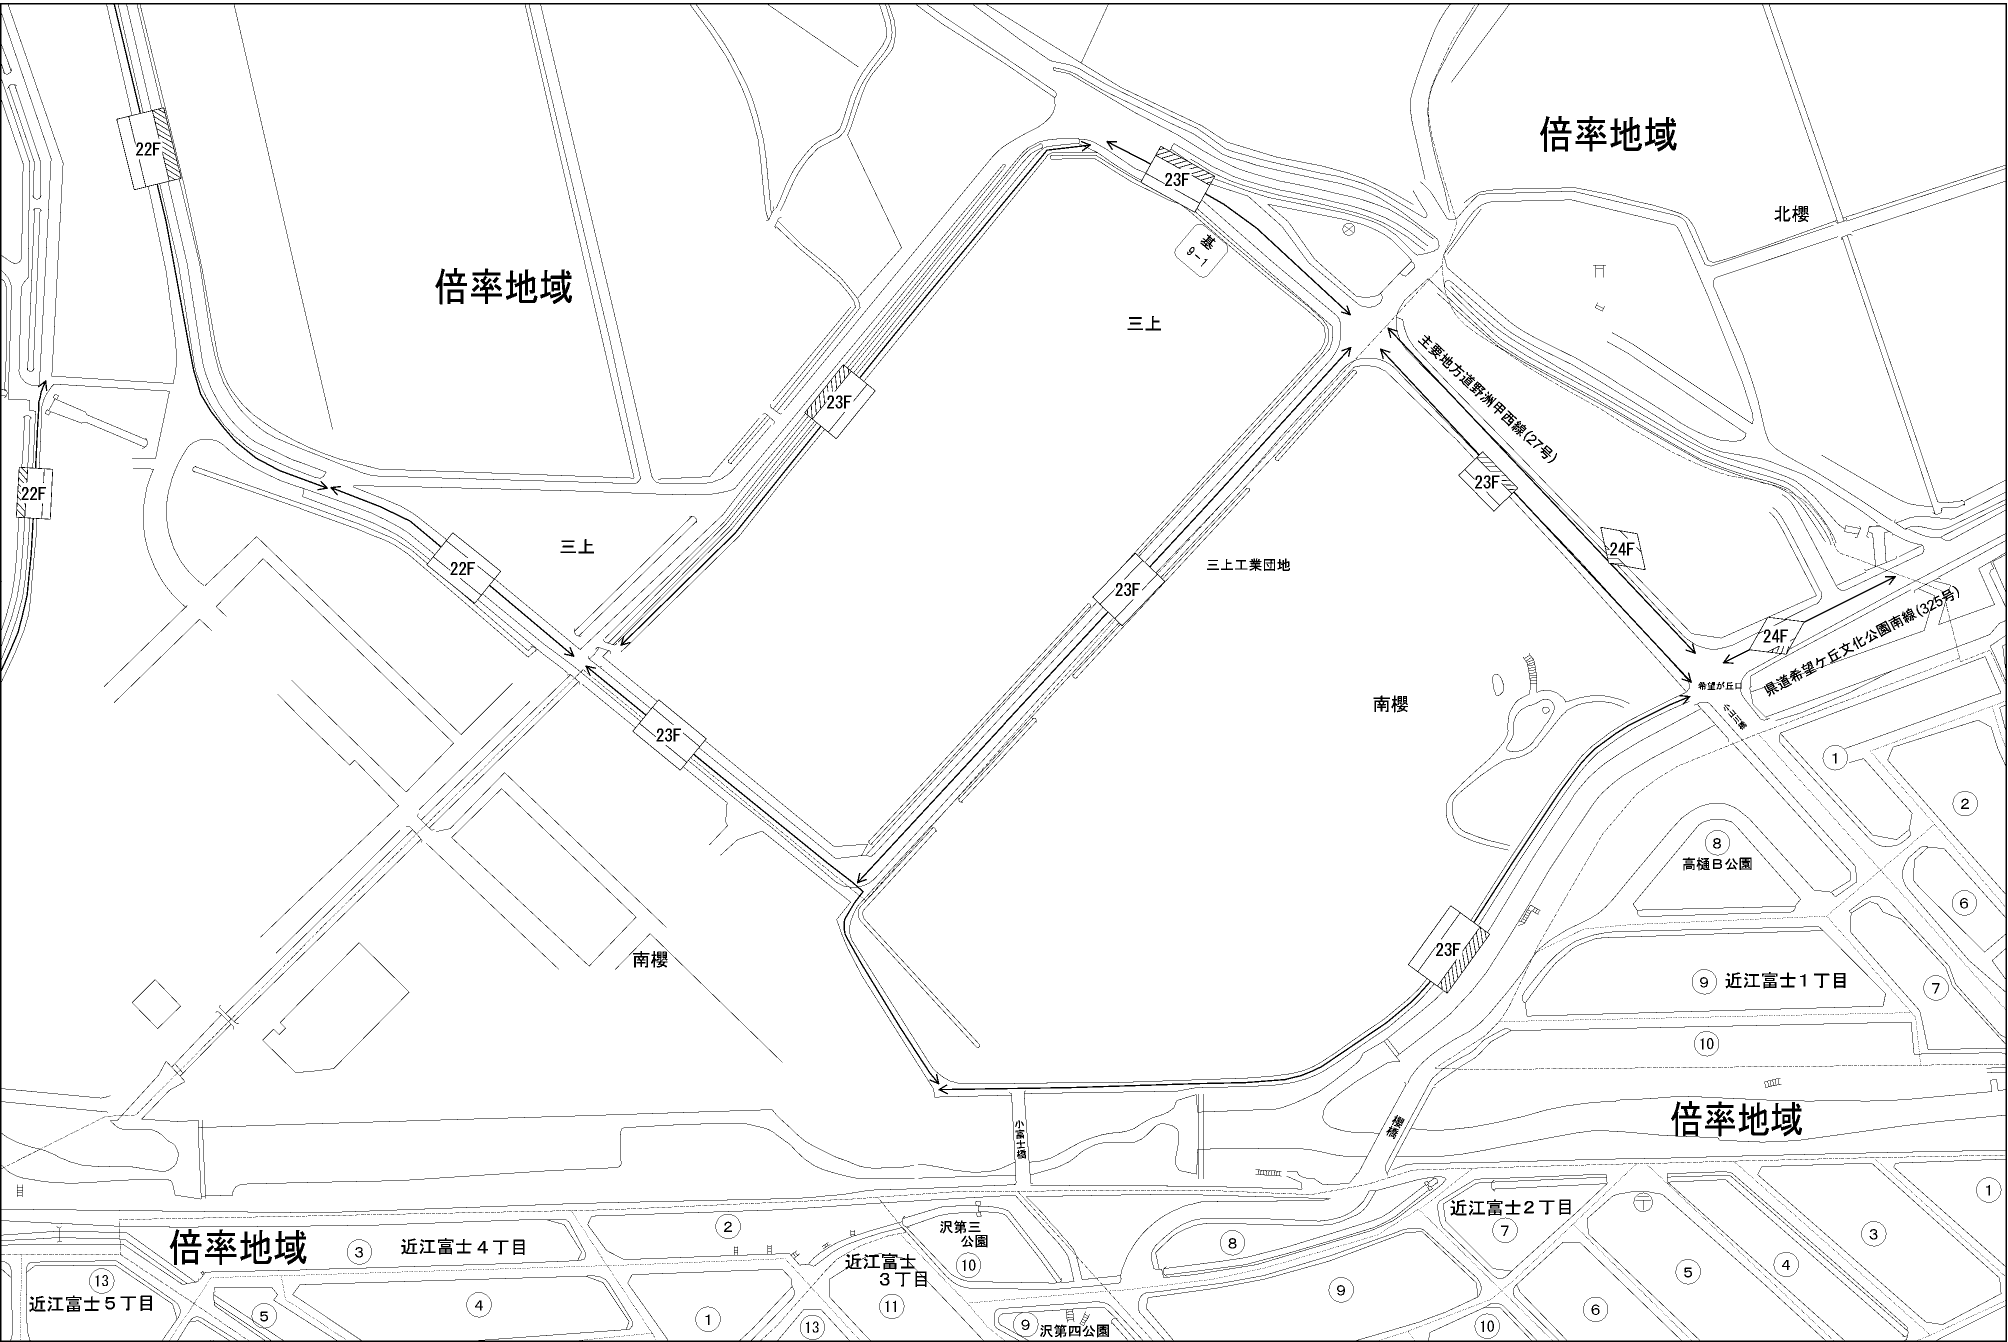 倍率地域
22F
北櫻
23F
基
9-1
倍率地域
三上
主要地方道野洲甲西線(27号)
23F
23F
22F
三上
22F
24F
三上工業団地
23F
県道希望ケ丘文化公園南線(325号)
24F
希望が丘口
南櫻
23F
小日三郷
①
②
⑧
高樋B公園
⑥
23F
南櫻
⑨
近江富士1丁目
⑦
⑩
倍率地域
櫻橋
小富士橋
①
近江富士2丁目
⑦
③
②
沢第三
公園
⑧
倍率地域
③
近江富士4丁目
近江富士
3丁目
⑩
④
⑤
⑬
近江富士5丁目
⑨
④
⑪
⑥
⑤
①
⑬
⑨
沢第四公園
⑩